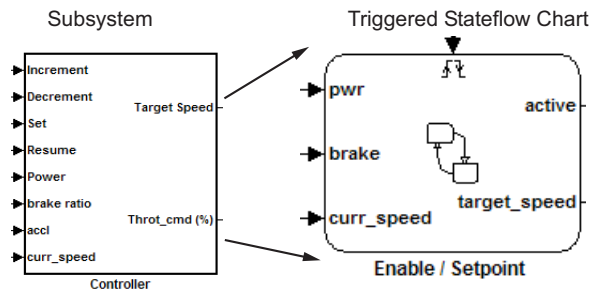 Subsystem
Triggered Stateflow Chart
Increment
Decrement
Set
Resume
Power
brake ratio
accl
curr_speed
Target Speed
Throt_cmd (%)
Controller
pwr
brake
curr_speed
active
target_speed
Enable / Setpoint